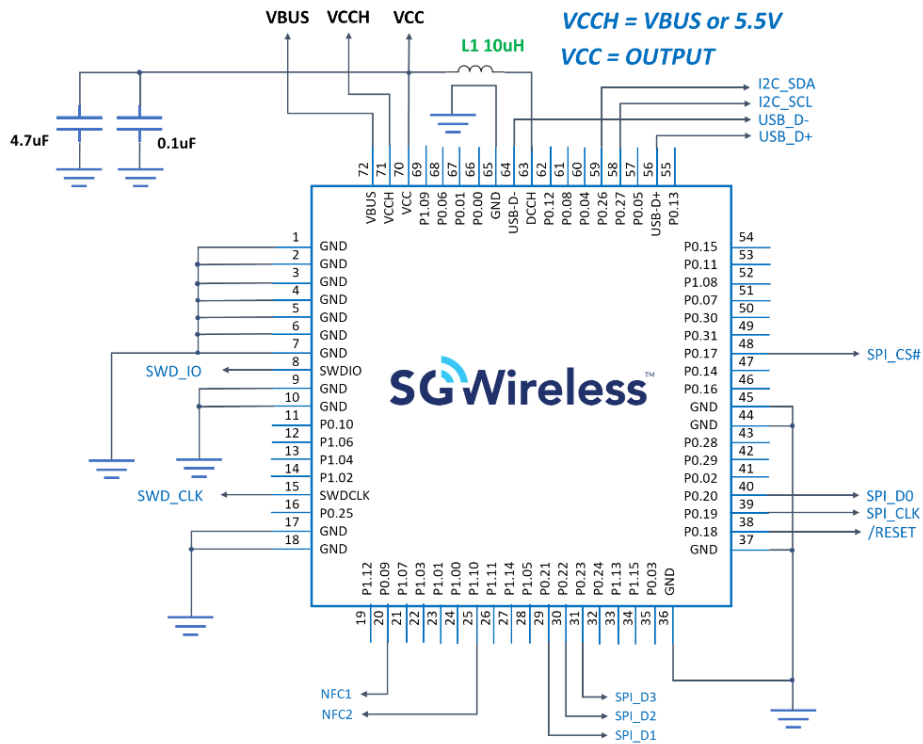 VBUS VCCH VCC
VCCH = VBUS or 5.5V
VCC = OUTPUT
L1 10uH
4.7uF
0.1uF
I2C_SDA
I2C_SCL
USB_D-
USB_D+
72 71 70 69 68 67 66 65 64 63 62 61 60 59 58 57 56 55
VBUS VCCH VCC P1.09 P0.06 P0.01 P0.00 GND USB-D- DCCH P0.12 P0.08 P0.04 P0.26 P0.27 P0.05 USB-D+ P0.13
1 GND
2 GND
3 GND
4 GND
5 GND
6 GND
7 GND
SWD_IO 8 SWDIO
9 GND
10 GND
11 P0.10
12 P1.06
13 P1.04
14 P1.02
SWD_CLK 15 SWDCLK
16 P0.25
17 GND
18 GND
SGWireless™
P0.15 54
P0.11 53
P1.08 52
P0.07 51
P0.30 50
P0.31 49
P0.17 48 SPI_CS#
P0.14 47
P0.16 46
GND 45
GND 44
P0.28 43
P0.29 42
P0.02 41
P0.20 40 SPI_D0
P0.19 39 SPI_CLK
P0.18 38 /RESET
GND 37
P1.12 P0.09 P1.07 P1.03 P1.01 P1.00 P1.10 P1.11 P1.14 P1.05 P0.21 P0.22 P0.23 P0.24 P1.13 P1.15 P0.03 GND
19 20 21 22 23 24 25 26 27 28 29 30 31 32 33 34 35 36
NFC1
NFC2
SPI_D3
SPI_D2
SPI_D1